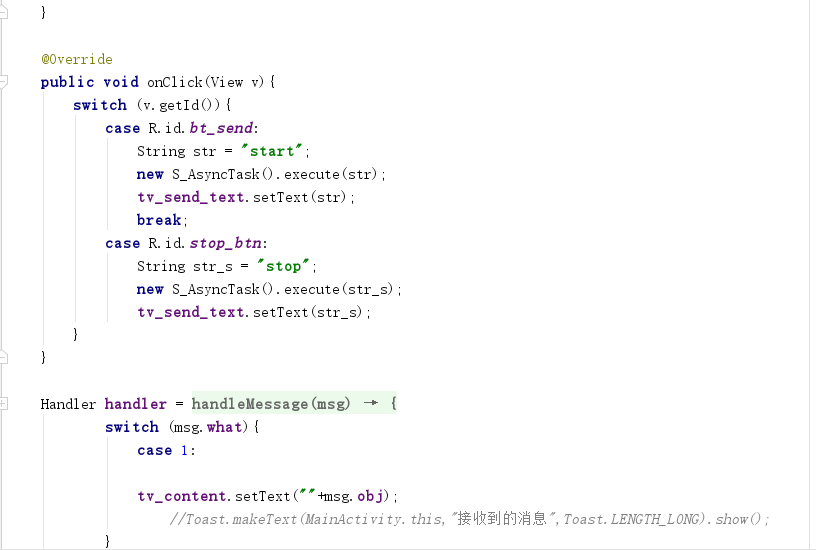 }
@Override
public void onClick(View v){
switch (v.getId()){
case R.id.bt_send:
String str = "start";
new S_AsyncTask().execute(str);
tv_send_text.setText(str);
break;
case R.id.stop_btn:
String str_s = "stop";
new S_AsyncTask().execute(str_s);
tv_send_text.setText(str_s);
}
}
Handler handler = handleMessage(msg) → {
switch (msg.what){
case 1:
tv_content.setText(""+msg.obj);
//Toast.makeText(MainActivity.this,"接收到的消息",Toast.LENGTH_LONG).show();
}